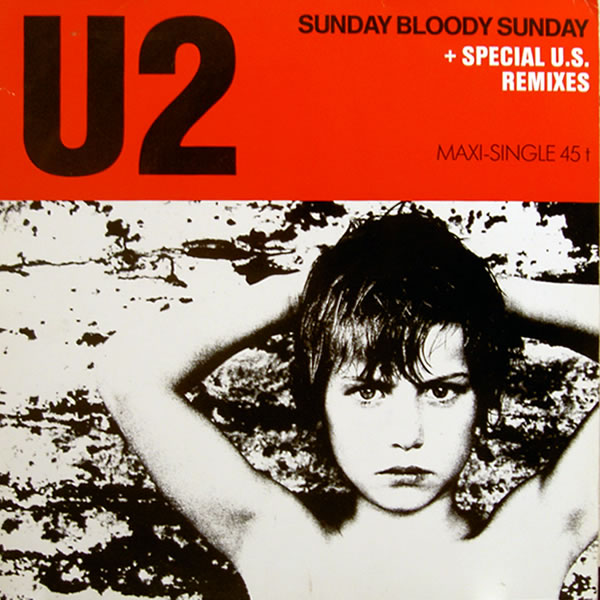 U2
SUNDAY BLOODY SUNDAY
+ SPECIAL U.S.
REMIXES
MAXI-SINGLE 45 t